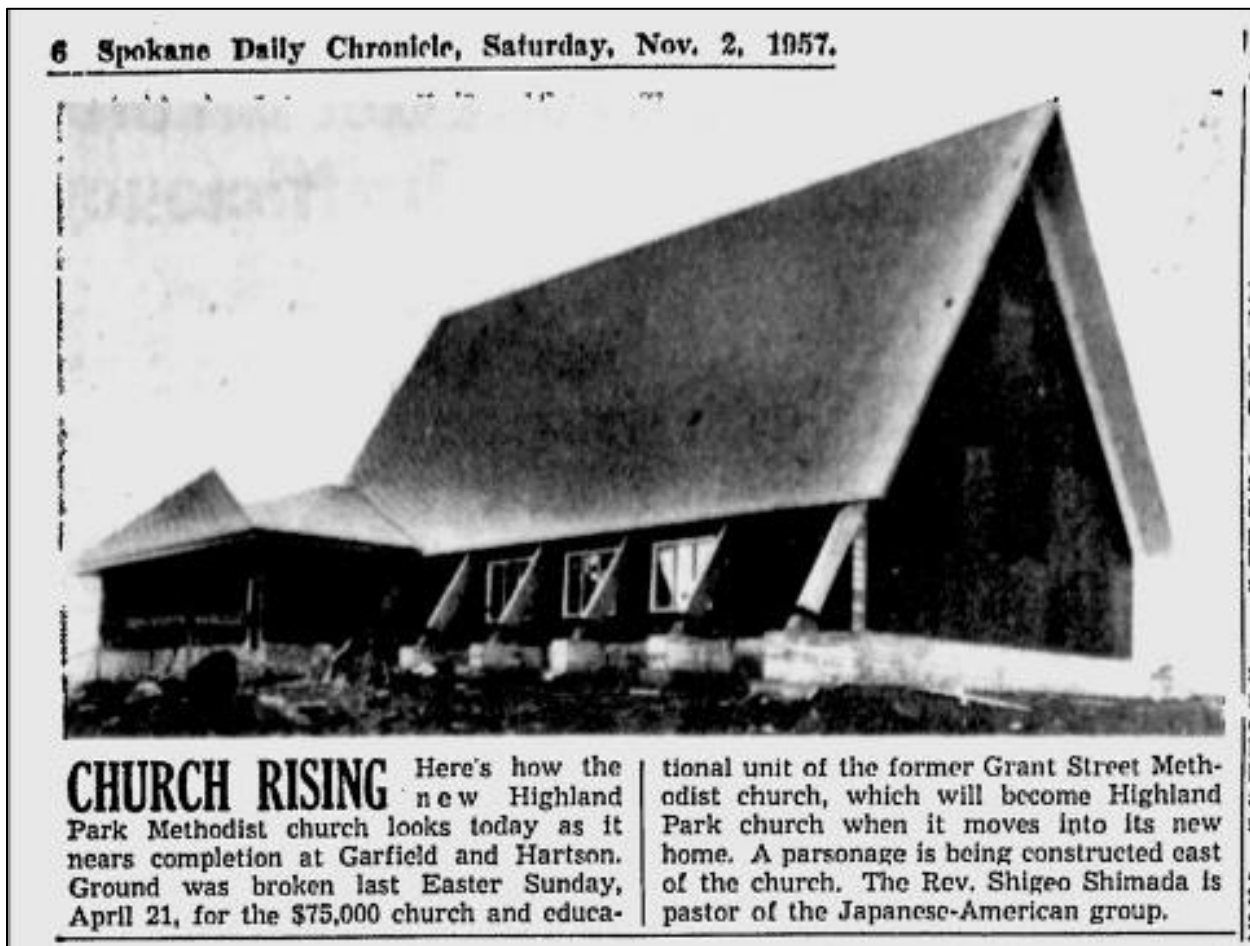 6 Spokane Daily Chronicle, Saturday, Nov. 2, 1957.
CHURCH RISING Here's how the
new Highland
Park Methodist church looks today as it
nears completion at Garfield and Hartson.
Ground was broken last Easter Sunday,
April 21, for the $75,000 church and educa-
tional unit of the former Grant Street Meth-
odist church, which will become Highland
Park church when it moves into its new
home. A parsonage is being constructed east
of the church. The Rev. Shigeo Shimada is
pastor of the Japanese-American group.